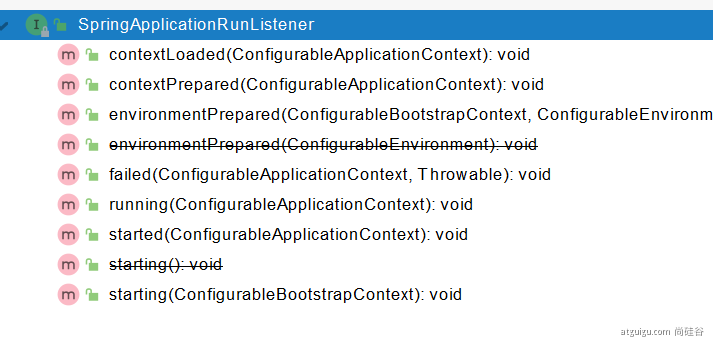 SpringApplicationRunListener
contextLoaded(ConfigurableApplicationContext): void
contextPrepared(ConfigurableApplicationContext): void
environmentPrepared(ConfigurableBootstrapContext, ConfigurableEnvironm
environmentPrepared(ConfigurableEnvironment): void
failed(ConfigurableApplicationContext, Throwable): void
running(ConfigurableApplicationContext): void
started(ConfigurableApplicationContext): void
starting(): void
starting(ConfigurableBootstrapContext): void
atguigu.com 尚硅谷